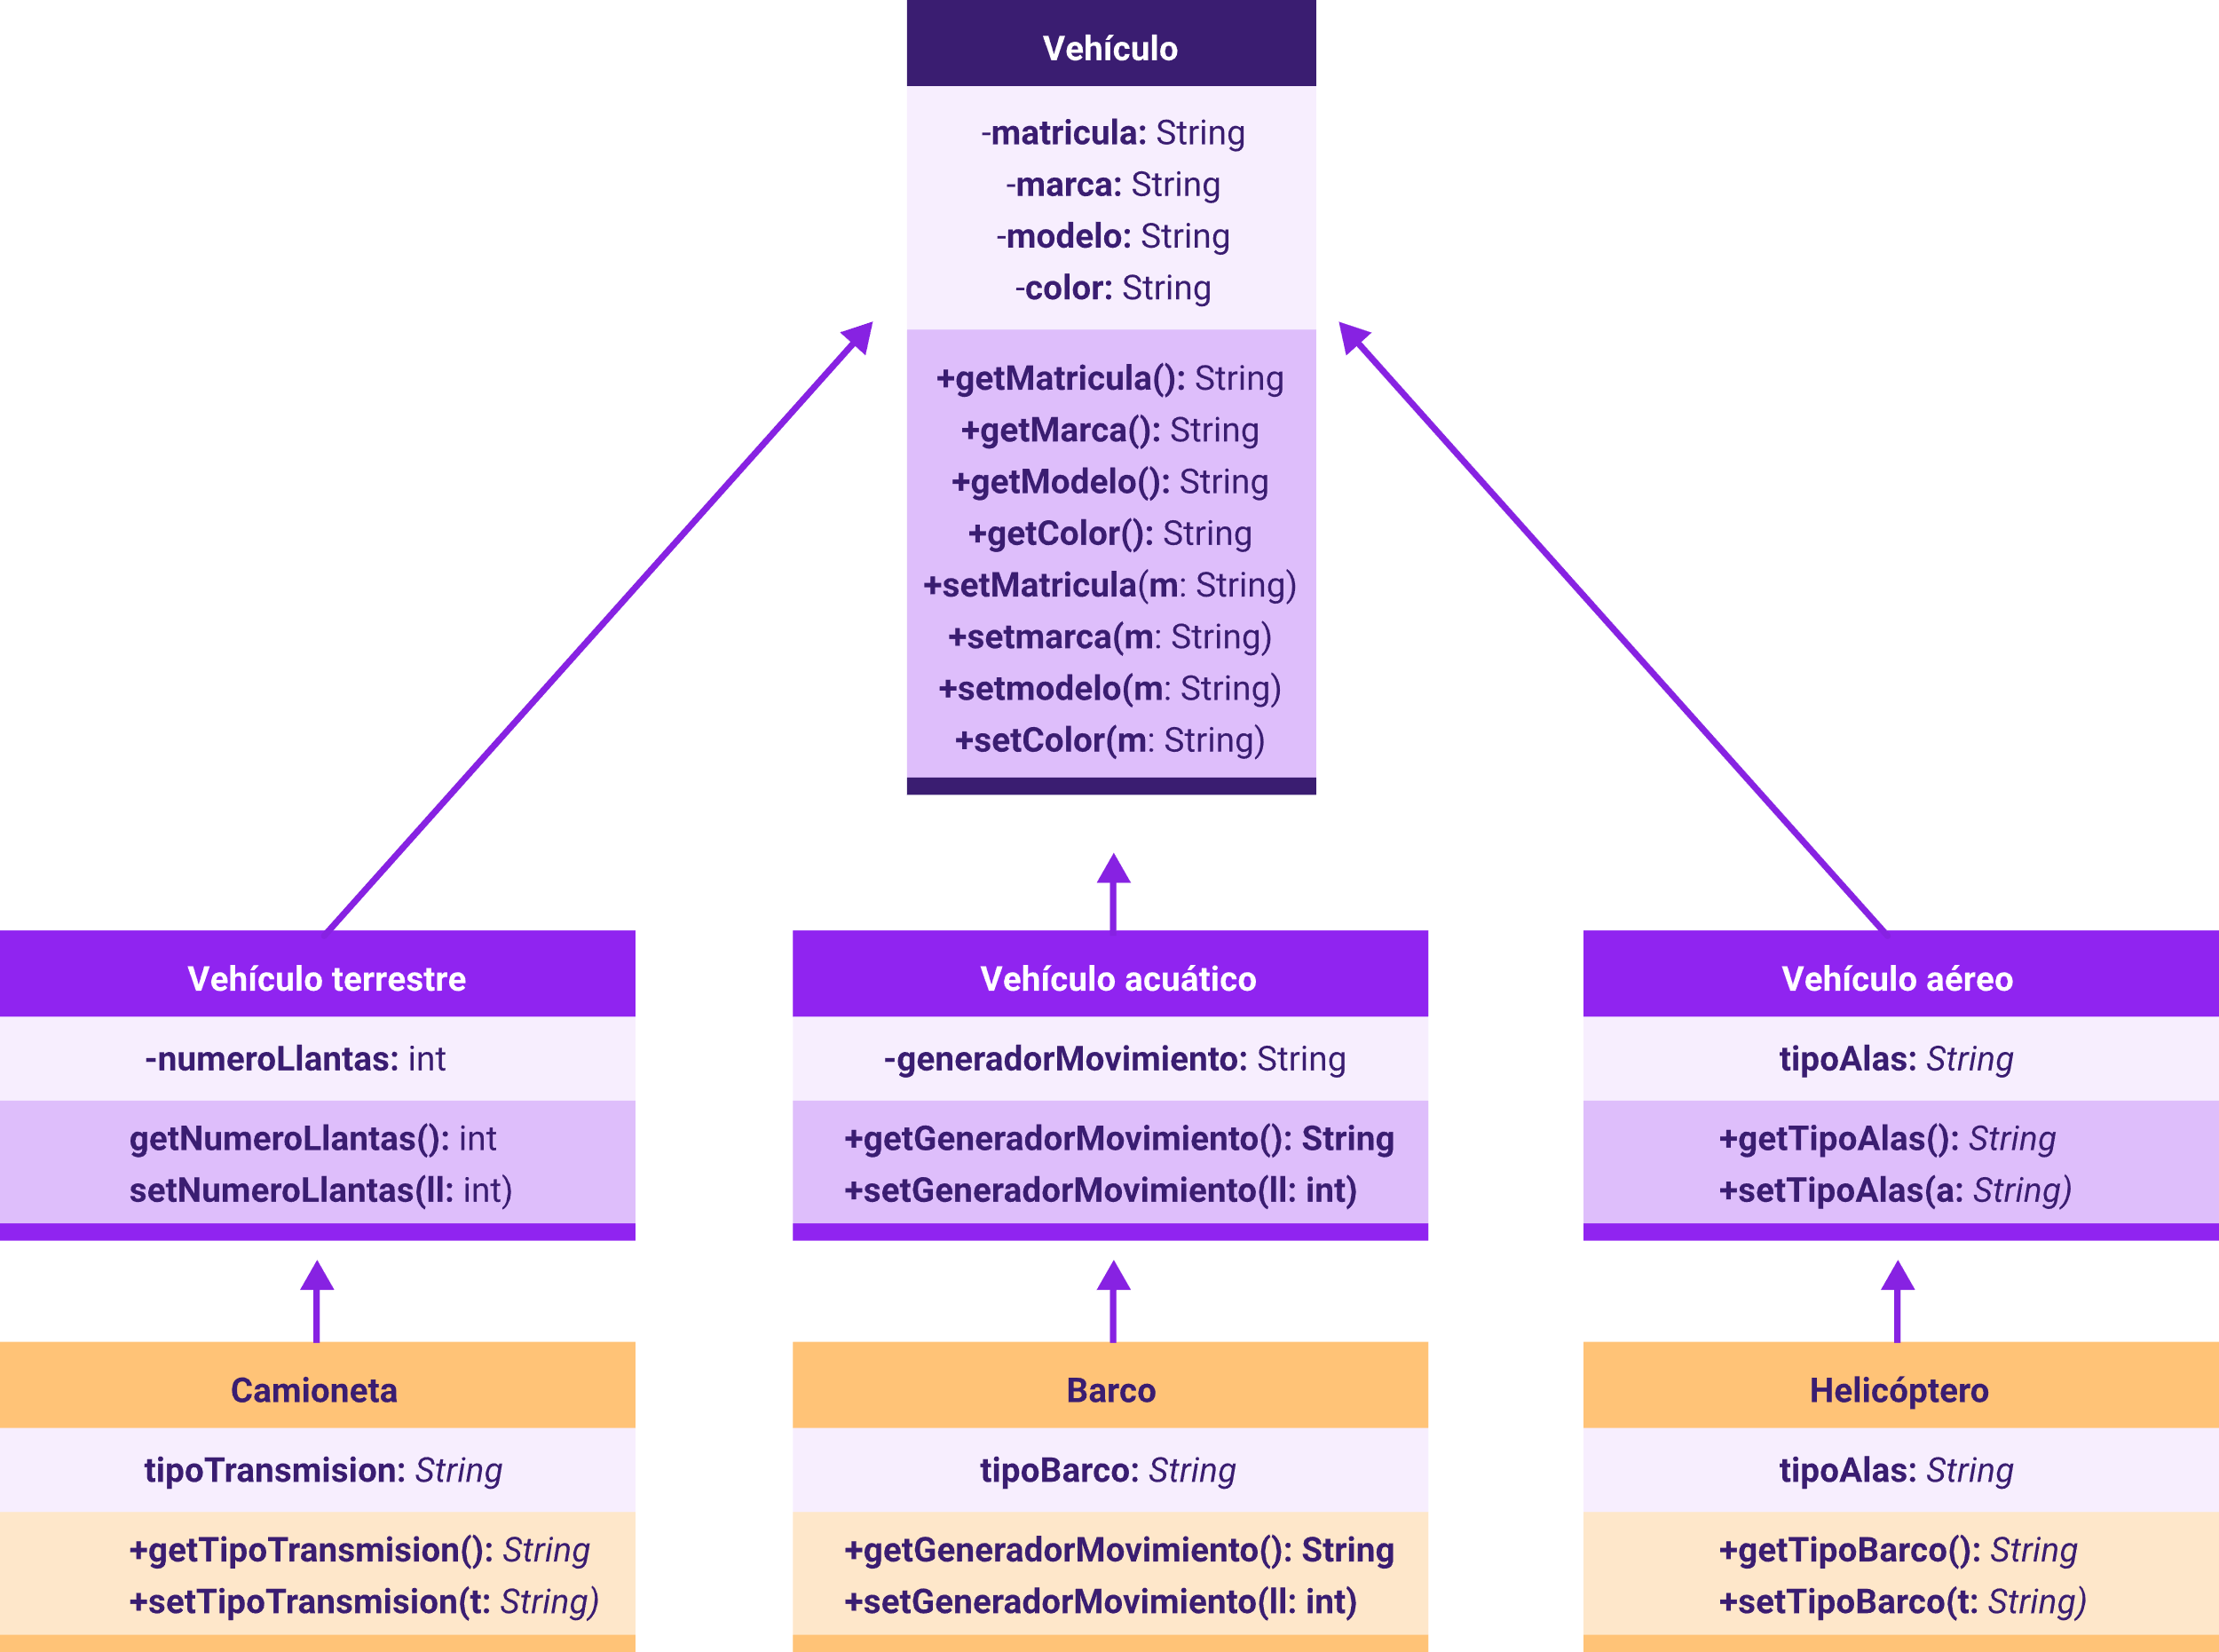 Vehículo
-matricula: String
-marca: String
-modelo: String
-color: String
+getMatricula(): String
+getMarca(): String
+getModelo(): String
+getColor(): String
+setMatricula(m: String)
+setmarca(m: String)
+setmodelo(m: String)
+setColor(m: String)
Vehículo terrestre
-numeroLlantas: int
getNumeroLlantas(): int
setNumeroLlantas(ll: int)
Vehículo acuático
-generadorMovimiento: String
+getGeneradorMovimiento(): String
+setGeneradorMovimiento(ll: int)
Vehículo aéreo
tipoAlas: String
+getTipoAlas(): String
+setTipoAlas(a: String)
Camioneta
tipoTransmision: String
+getTipoTransmision(): String
+setTipoTransmision(t: String)
Barco
tipoBarco: String
+getGeneradorMovimiento(): String
+setGeneradorMovimiento(ll: int)
Helicóptero
tipoAlas: String
+getTipoBarco(): String
+setTipoBarco(t: String)